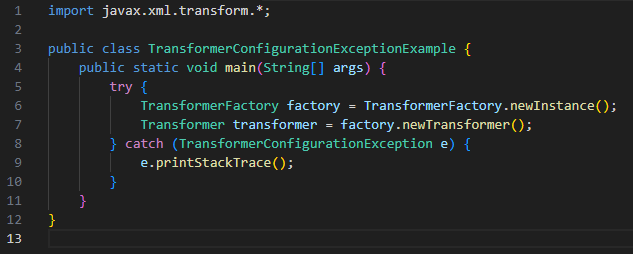 1 import javax.xml.transform.*;
2
3 public class TransformerConfigurationExceptionExample {
4     public static void main(String[] args) {
5         try {
6             TransformerFactory factory = TransformerFactory.newInstance();
7             Transformer transformer = factory.newTransformer();
8         } catch (TransformerConfigurationException e) {
9             e.printStackTrace();
10         }
11     }
12 }
13